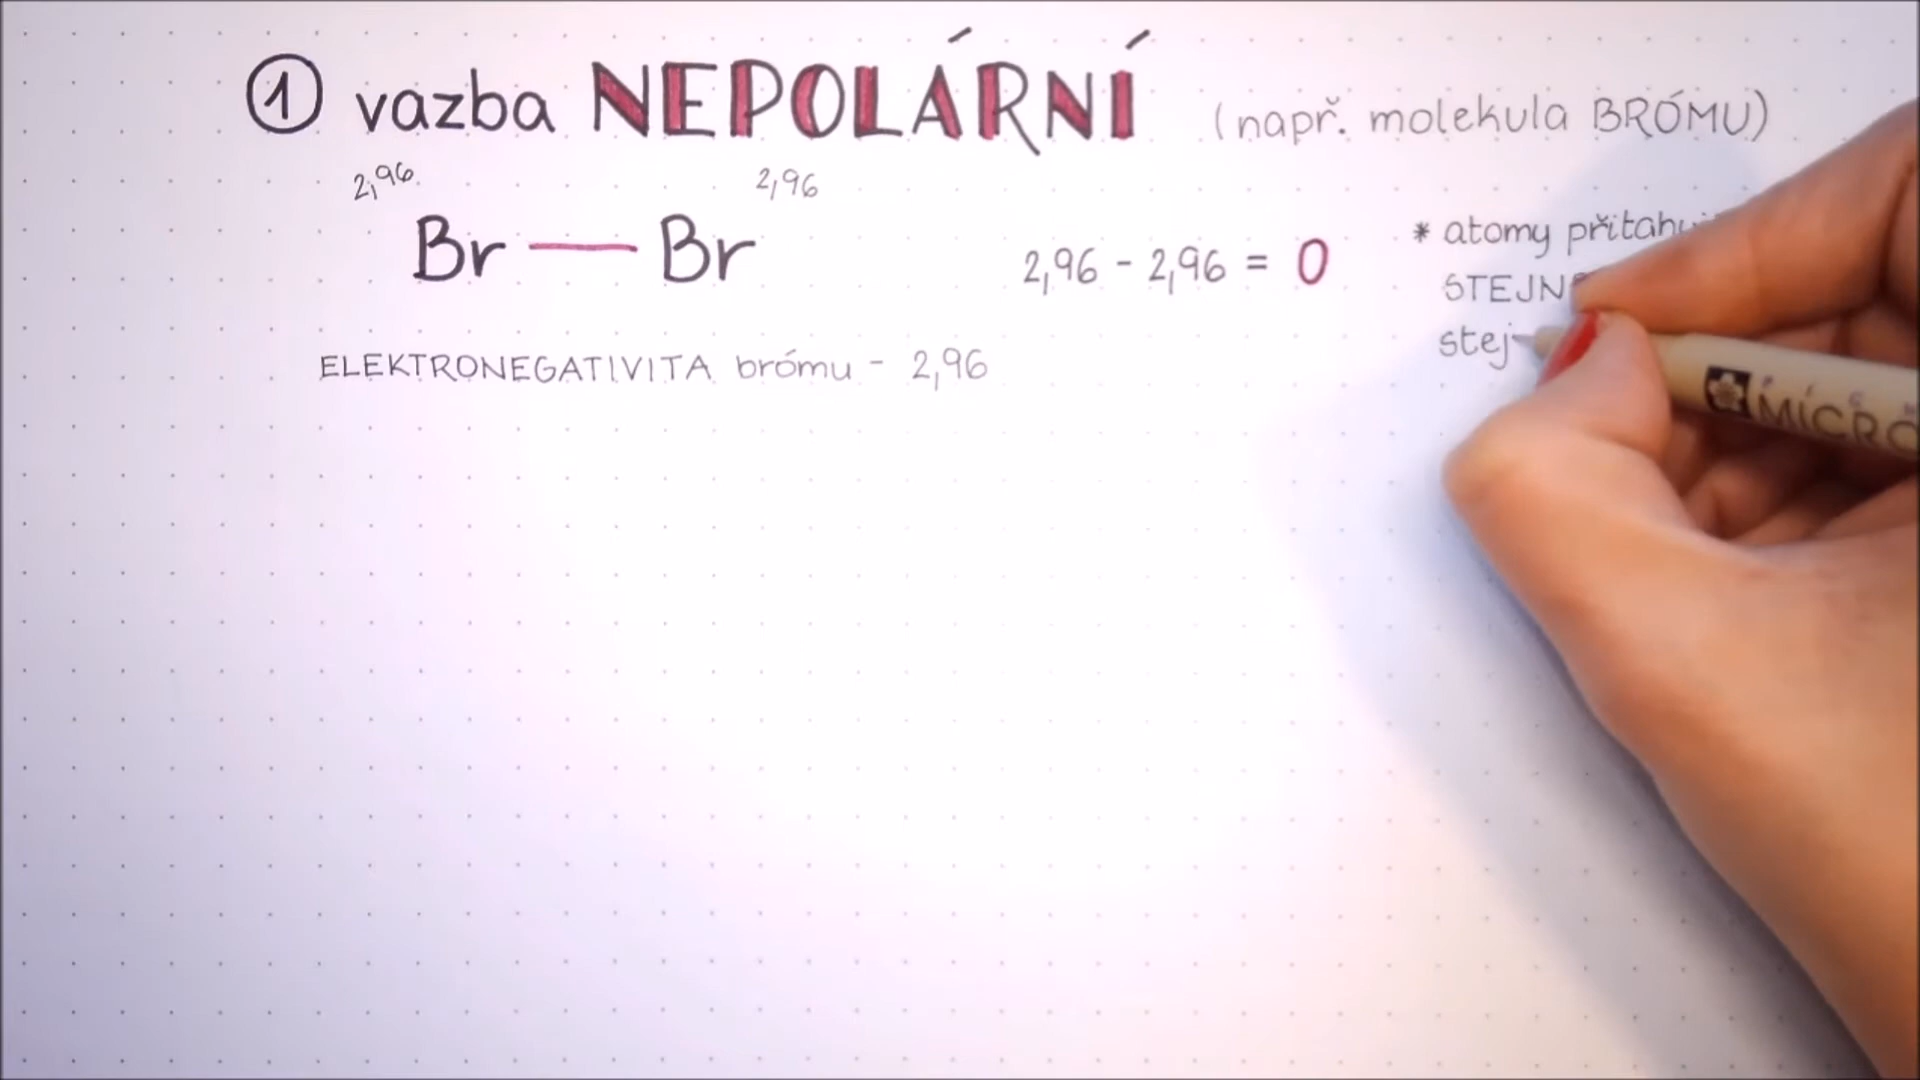 ① vazba NEPOLÁRNÍ (např. molekula BRÓMU)
2,96 2,96
Br — Br
2,96 - 2,96 = 0
* atomy přitahu
STEJN
stej
ELEKTRONEGATIVITA brómu - 2,96
MICRO